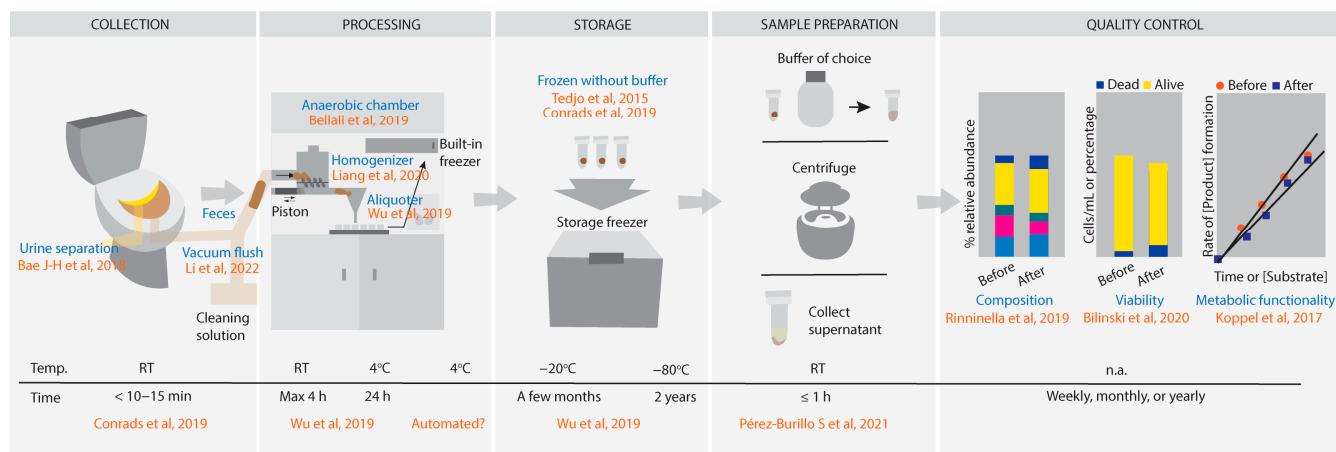 COLLECTION
PROCESSING
STORAGE
SAMPLE PREPARATION
QUALITY CONTROL
Urine separation
Bae J-H et al, 2018
Feces
Vacuum flush
Li et al, 2022
Cleaning
solution
Anaerobic chamber
Bellali et al, 2019
Built-in
freezer
Homogenizer
Liang et al, 2020
Aliquoter
Wu et al, 2019
Piston
Frozen without buffer
Tedjo et al, 2015
Conrads et al, 2019
Storage freezer
Buffer of choice
Centrifuge
Collect
supernatant
Dead Alive
Cells/mL or percentage
% relative abundance
Before After
Before After
Before After
Rate of [Product] formation
Time or [Substrate]
Composition
Rinninella et al, 2019
Viability
Bilinski et al, 2020
Metabolic functionality
Koppel et al, 2017
Temp. RT RT 4°C 4°C −20°C −80°C RT n.a.
Time < 10–15 min Max 4 h 24 h A few months 2 years ≤ 1 h Weekly, monthly, or yearly
Conrads et al, 2019 Wu et al, 2019 Automated? Wu et al, 2019 Pérez-Burillo S et al, 2021